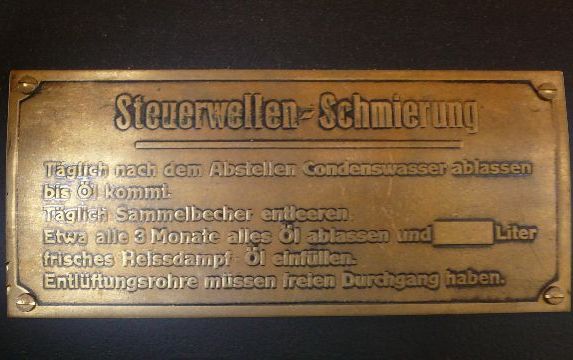 Steuerwellen-Schmierung
Täglich nach dem Abstellen Condenswasser ablassen
bis Öl kommt.
Täglich Sammelbecher entleeren.
Etwa alle 3 Monate alles Öl ablassen und Liter
frisches Heissdampf-Öl einfüllen.
Entlüftungsrohre müssen freien Durchgang haben.